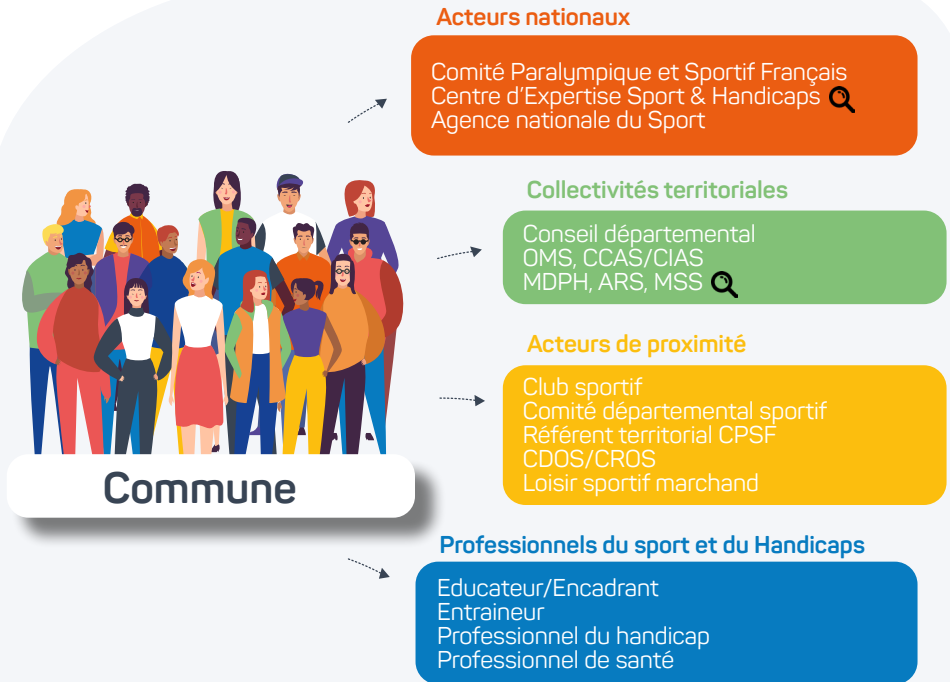 Acteurs nationaux
Comité Paralympique et Sportif Français
Centre d'Expertise Sport & Handicaps
Agence nationale du Sport
Collectivités territoriales
Conseil départemental
OMS, CCAS/CIAS
MDPH, ARS, MSS
Acteurs de proximité
Club sportif
Comité départemental sportif
Référent territorial CPSF
CDOS/CROS
Loisir sportif marchand
Commune
Professionnels du sport et du Handicaps
Educateur/Encadrant
Entraineur
Professionnel du handicap
Professionnel de santé